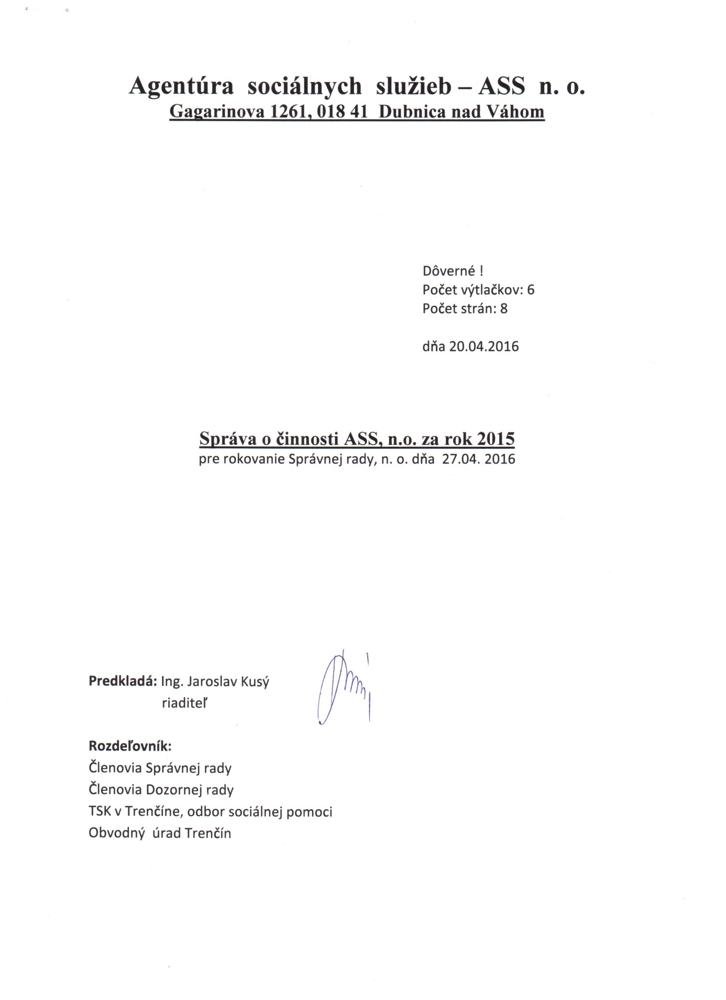 Agentúra sociálnych služieb – ASS n. o.
Gagarinova 1261, 018 41 Dubnica nad Váhom
Dôverné !
Počet výtlačkov: 6
Počet strán: 8
dňa 20.04.2016
Správa o činnosti ASS, n.o. za rok 2015
pre rokovanie Správnej rady, n. o. dňa 27.04. 2016
Predkladá: Ing. Jaroslav Kusý
riaditeľ
Rozdeľovník:
Členovia Správnej rady
Členovia Dozornej rady
TSK v Trenčíne, odbor sociálnej pomoci
Obvodný úrad Trenčín